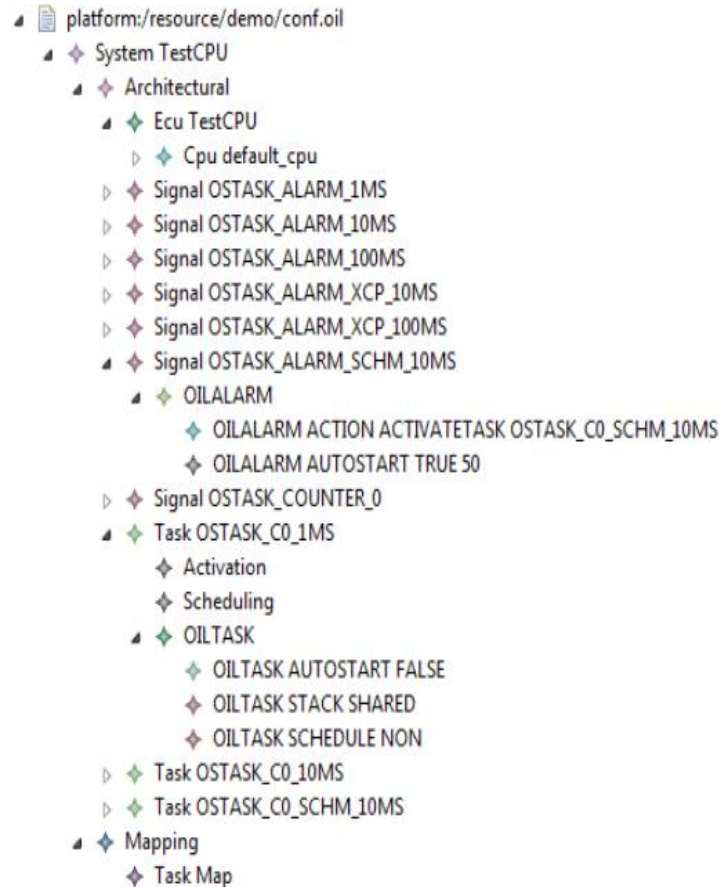 platform:/resource/demo/conf.oil
System TestCPU
Architectural
Ecu TestCPU
Cpu default_cpu
Signal OSTASK_ALARM_1MS
Signal OSTASK_ALARM_10MS
Signal OSTASK_ALARM_100MS
Signal OSTASK_ALARM_XCP_10MS
Signal OSTASK_ALARM_XCP_100MS
Signal OSTASK_ALARM_SCHM_10MS
OILALARM
OILALARM ACTION ACTIVATETASK OSTASK_C0_SCHM_10MS
OILALARM AUTOSTART TRUE 50
Signal OSTASK_COUNTER_0
Task OSTASK_C0_1MS
Activation
Scheduling
OILTASK
OILTASK AUTOSTART FALSE
OILTASK STACK SHARED
OILTASK SCHEDULE NON
Task OSTASK_C0_10MS
Task OSTASK_C0_SCHM_10MS
Mapping
Task Map